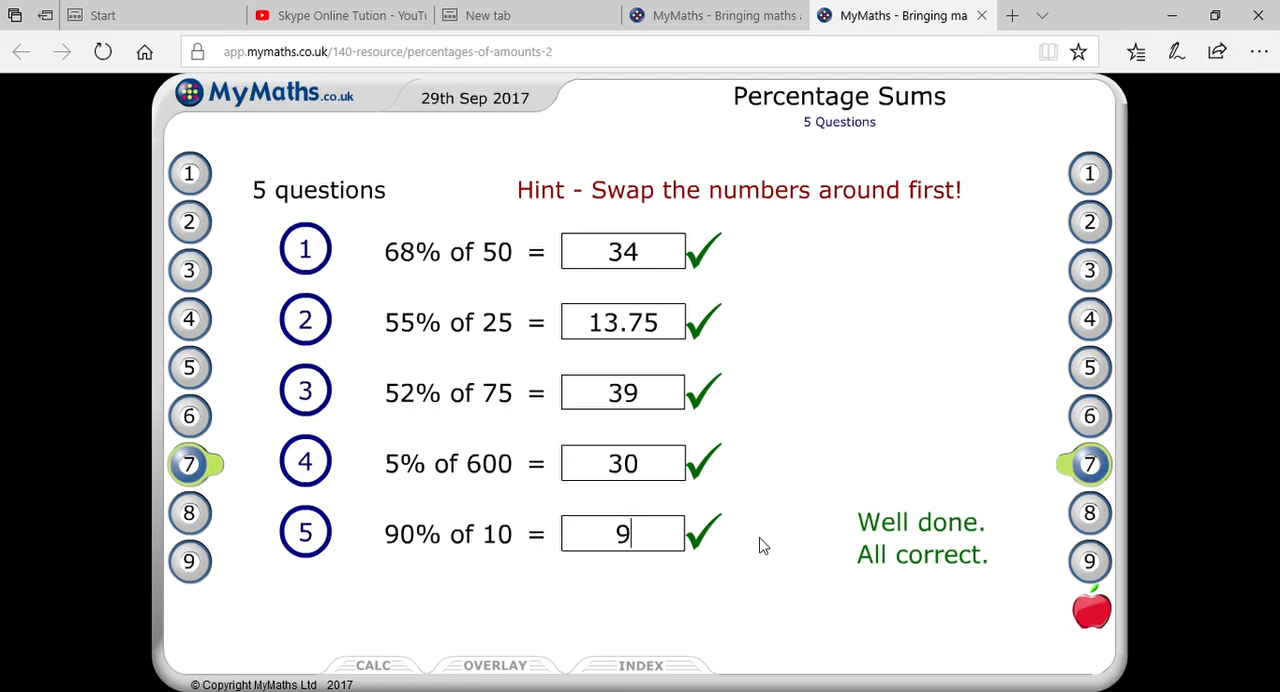 Start
Skype Online Tution - YouTu
New tab
MyMaths - Bringing maths a
MyMaths - Bringing ma
app.mymaths.co.uk/140-resource/percentages-of-amounts-2
MyMaths.co.uk
29th Sep 2017
Percentage Sums
5 Questions
5 questions
Hint - Swap the numbers around first!
1 68% of 50 = 34
2 55% of 25 = 13.75
3 52% of 75 = 39
4 5% of 600 = 30
5 90% of 10 = 9
Well done.
All correct.
1
2
3
4
5
6
7
8
9
1
2
3
4
5
6
7
8
9
CALC
OVERLAY
INDEX
© Copyright MyMaths Ltd 2017